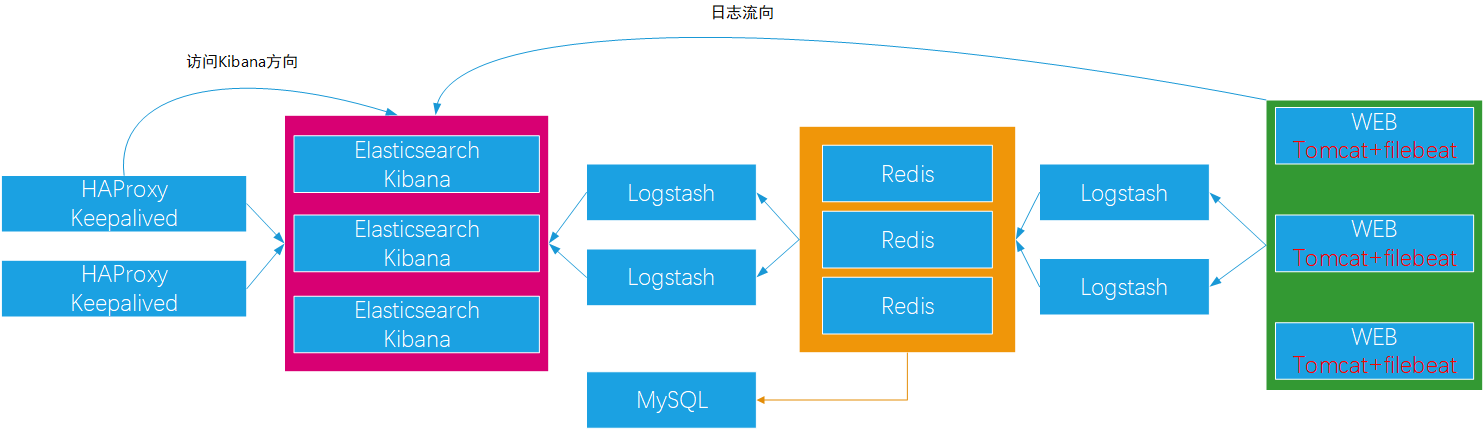 日志流向
访问Kibana方向
HAProxy
Keepalived
HAProxy
Keepalived
Elasticsearch
Kibana
Elasticsearch
Kibana
Elasticsearch
Kibana
Logstash
Logstash
MySQL
Redis
Redis
Redis
Logstash
Logstash
WEB
Tomcat+filebeat
WEB
Tomcat+filebeat
WEB
Tomcat+filebeat